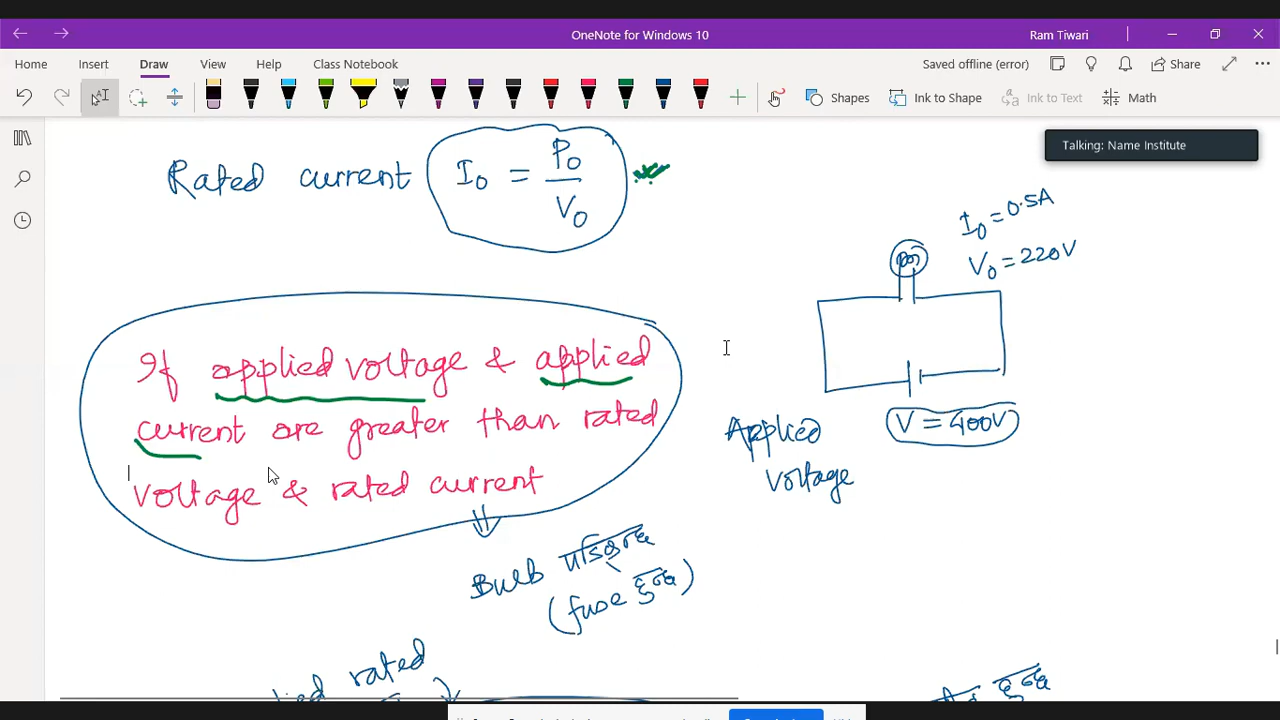 OneNote for Windows 10
Ram Tiwari
Home Insert Draw View Help Class Notebook
Saved offline (error)
Share
Shapes
Ink to Shape
Ink to Text
Math
Talking: Name Institute
Rated current I₀ = P₀/V₀
I₀ = 0.5A
V₀ = 220V
If applied voltage & applied
current are greater than rated
voltage & rated current
V = 400V
Applied
voltage
Bulb
(fuse हुन्छ)
rated
हुन्छ